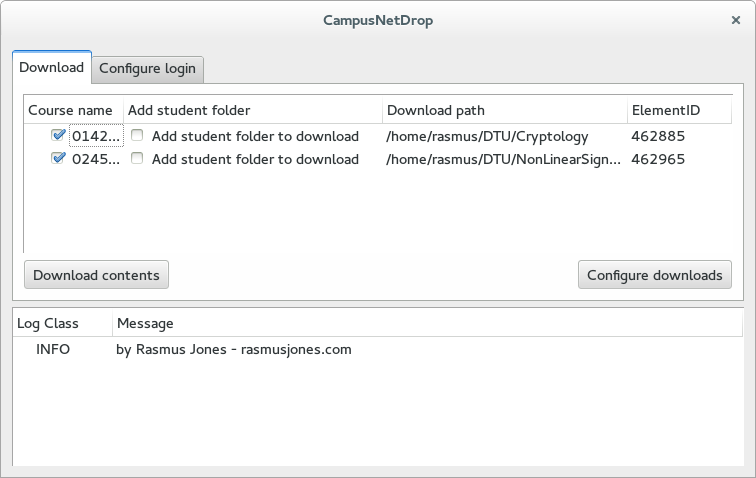 CampusNetDrop
Download Configure login
Course name Add student folder Download path ElementID
0142... Add student folder to download /home/rasmus/DTU/Cryptology 462885
0245... Add student folder to download /home/rasmus/DTU/NonLinearSign... 462965
Download contents Configure downloads
Log Class Message
INFO by Rasmus Jones - rasmusjones.com